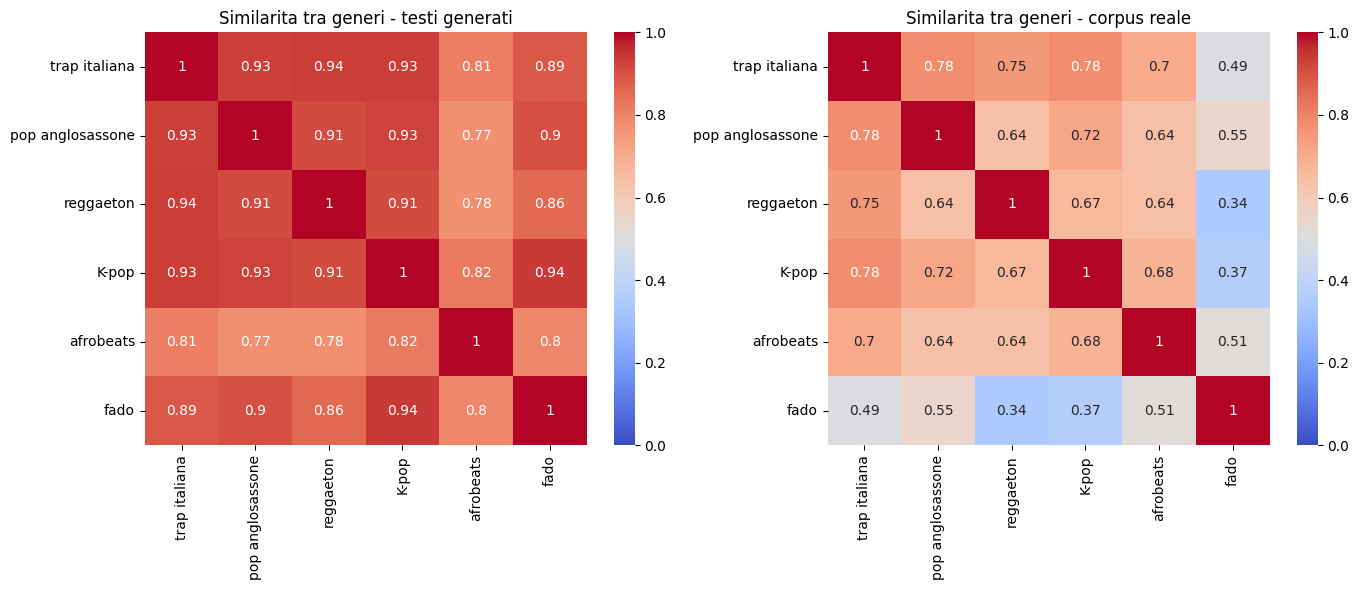 Similarita tra generi - testi generati
trap italiana 1 0.93 0.94 0.93 0.81 0.89
pop anglosassone 0.93 1 0.91 0.93 0.77 0.9
reggaeton 0.94 0.91 1 0.91 0.78 0.86
K-pop 0.93 0.93 0.91 1 0.82 0.94
afrobeats 0.81 0.77 0.78 0.82 1 0.8
fado 0.89 0.9 0.86 0.94 0.8 1
trap italiana
pop anglosassone
reggaeton
K-pop
afrobeats
fado
1.0
0.8
0.6
0.4
0.2
0.0
Similarita tra generi - corpus reale
trap italiana 1 0.78 0.75 0.78 0.7 0.49
pop anglosassone 0.78 1 0.64 0.72 0.64 0.55
reggaeton 0.75 0.64 1 0.67 0.64 0.34
K-pop 0.78 0.72 0.67 1 0.68 0.37
afrobeats 0.7 0.64 0.64 0.68 1 0.51
fado 0.49 0.55 0.34 0.37 0.51 1
trap italiana
pop anglosassone
reggaeton
K-pop
afrobeats
fado
1.0
0.8
0.6
0.4
0.2
0.0